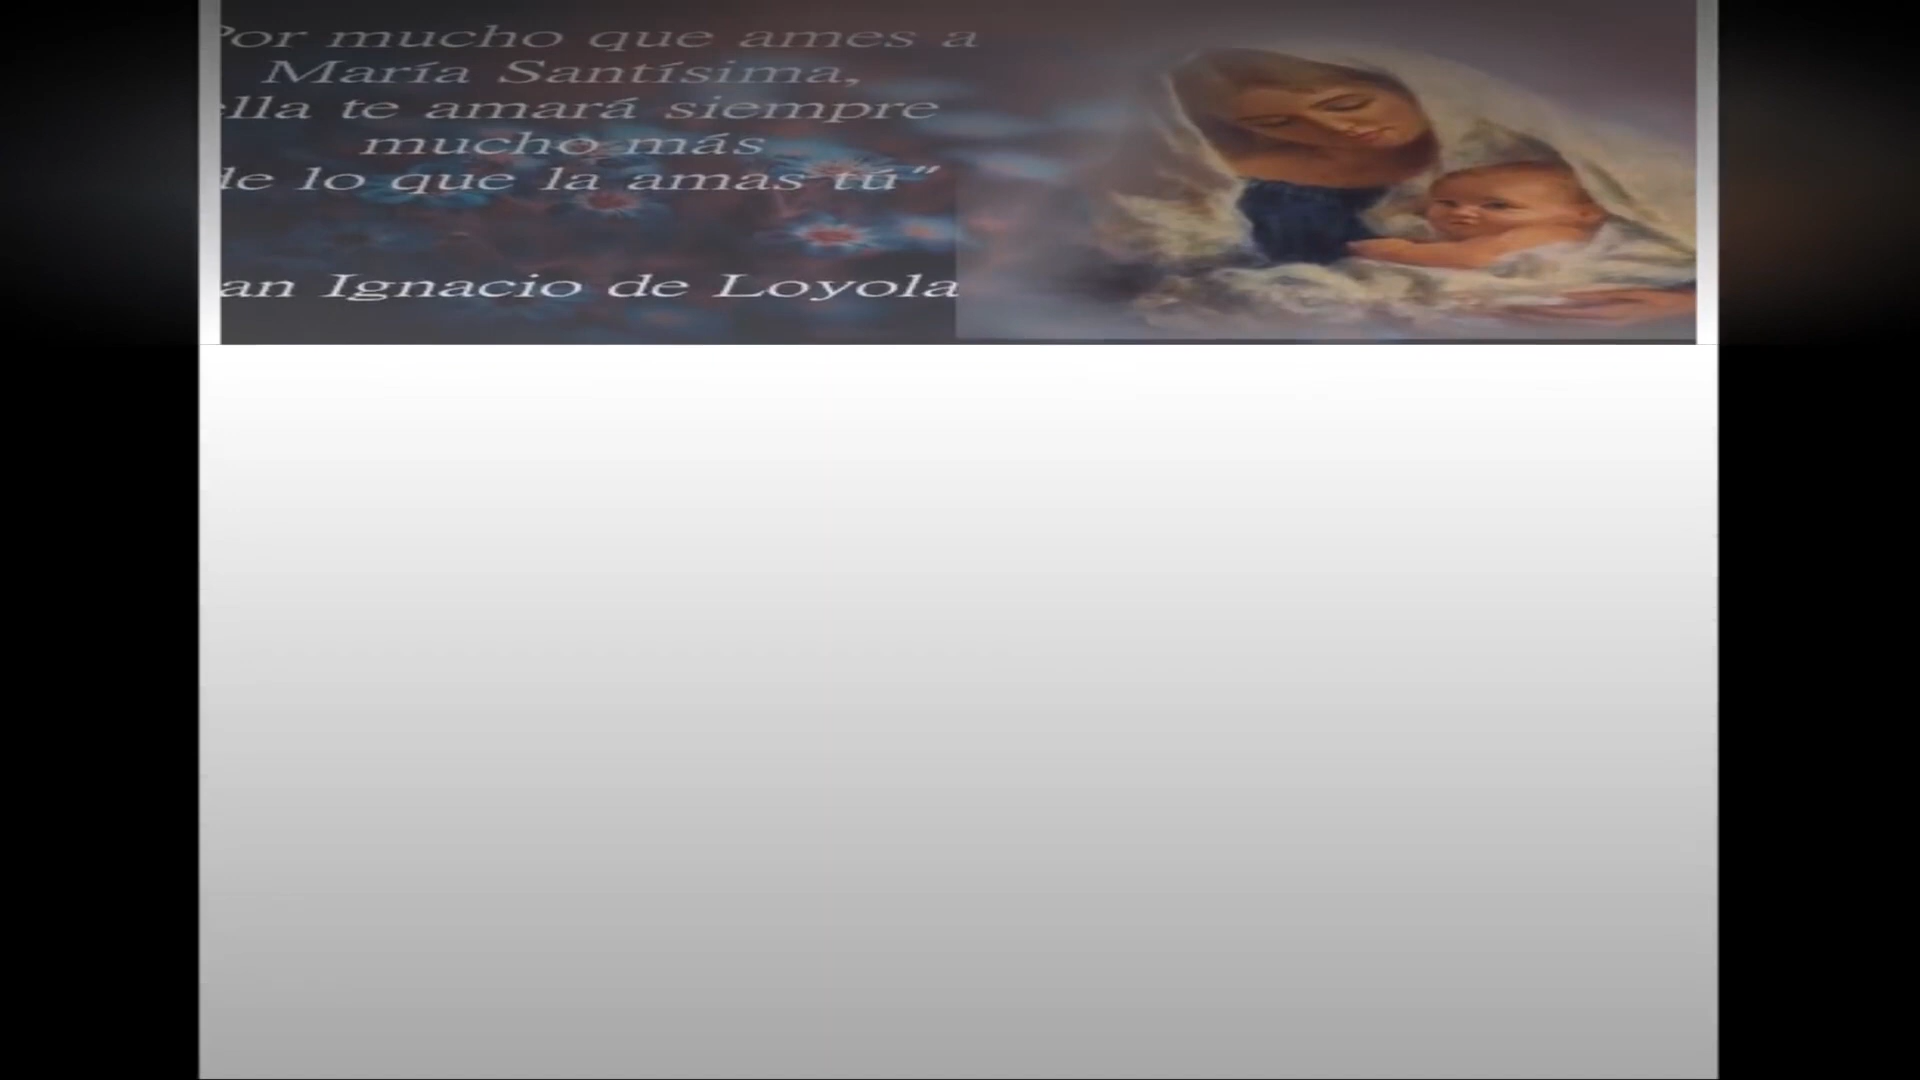 Por mucho que ames a
María Santísima,
ella te amará siempre
mucho más
de lo que la amas tú"
an Ignacio de Loyola